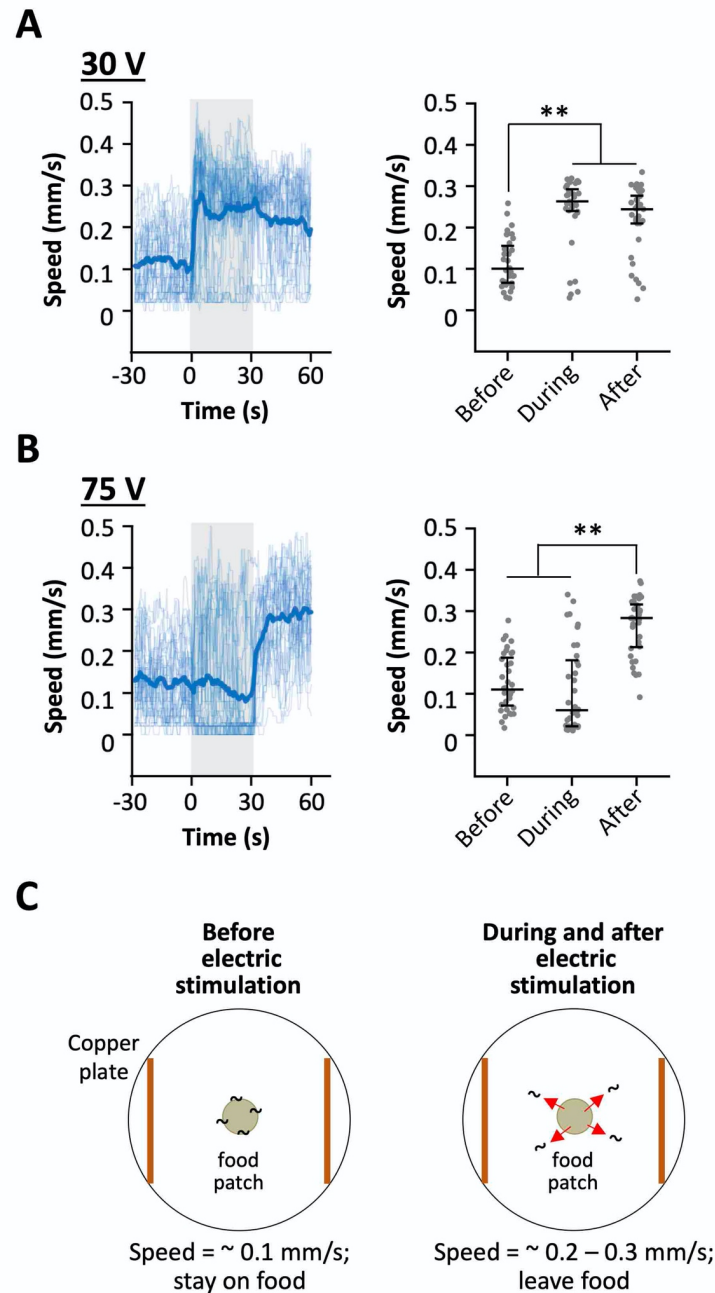 A
30 V
0.5
0.4
0.3
0.2
0.1
0
Speed (mm/s)
-30 0 30 60
Time (s)
0.5
0.4
0.3
0.2
0.1
0
Speed (mm/s)
**
Before
During
After
B
75 V
0.5
0.4
0.3
0.2
0.1
0
Speed (mm/s)
-30 0 30 60
Time (s)
0.5
0.4
0.3
0.2
0.1
0
Speed (mm/s)
**
Before
During
After
C
Before
electric
stimulation
Copper
plate
~ ~ ~ ~
food
patch
Speed = ~ 0.1 mm/s;
stay on food
During and after
electric
stimulation
~ ~ ~ ~
food
patch
Speed = ~ 0.2 – 0.3 mm/s;
leave food